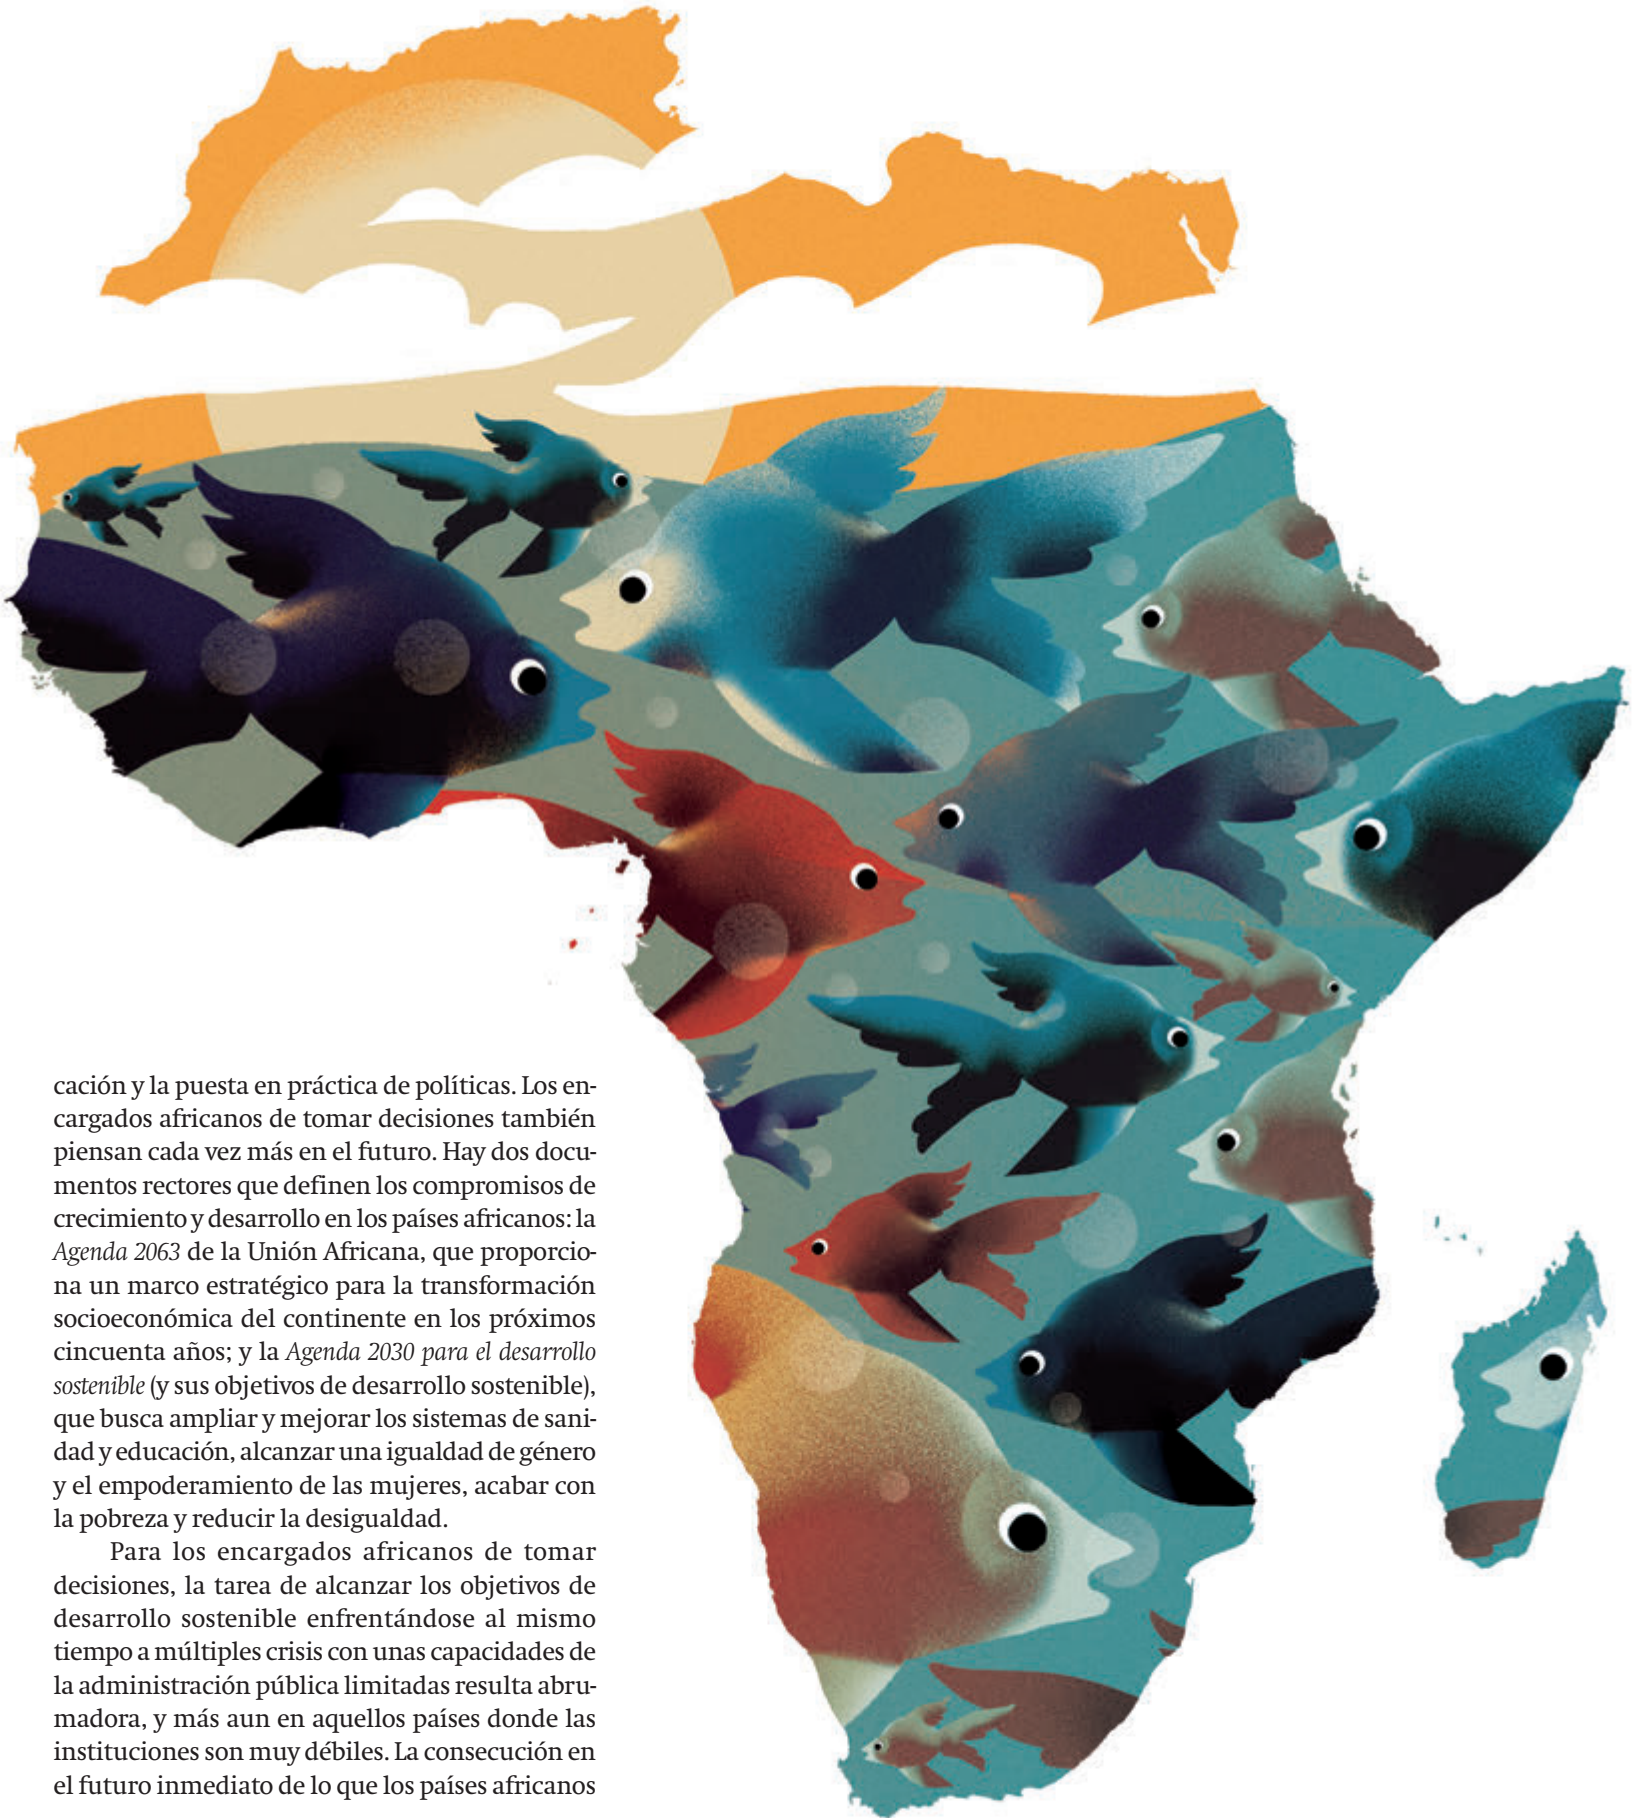 cación y la puesta en práctica de políticas. Los en-
cargados africanos de tomar decisiones también
piensan cada vez más en el futuro. Hay dos docu-
mentos rectores que definen los compromisos de
crecimiento y desarrollo en los países africanos: la
Agenda 2063 de la Unión Africana, que proporcio-
na un marco estratégico para la transformación
socioeconómica del continente en los próximos
cincuenta años; y la Agenda 2030 para el desarrollo
sostenible (y sus objetivos de desarrollo sostenible),
que busca ampliar y mejorar los sistemas de sani-
dad y educación, alcanzar una igualdad de género
y el empoderamiento de las mujeres, acabar con
la pobreza y reducir la desigualdad.
Para los encargados africanos de tomar
decisiones, la tarea de alcanzar los objetivos de
desarrollo sostenible enfrentándose al mismo
tiempo a múltiples crisis con unas capacidades de
la administración pública limitadas resulta abru-
madora, y más aun en aquellos países donde las
instituciones son muy débiles. La consecución en
el futuro inmediato de lo que los países africanos